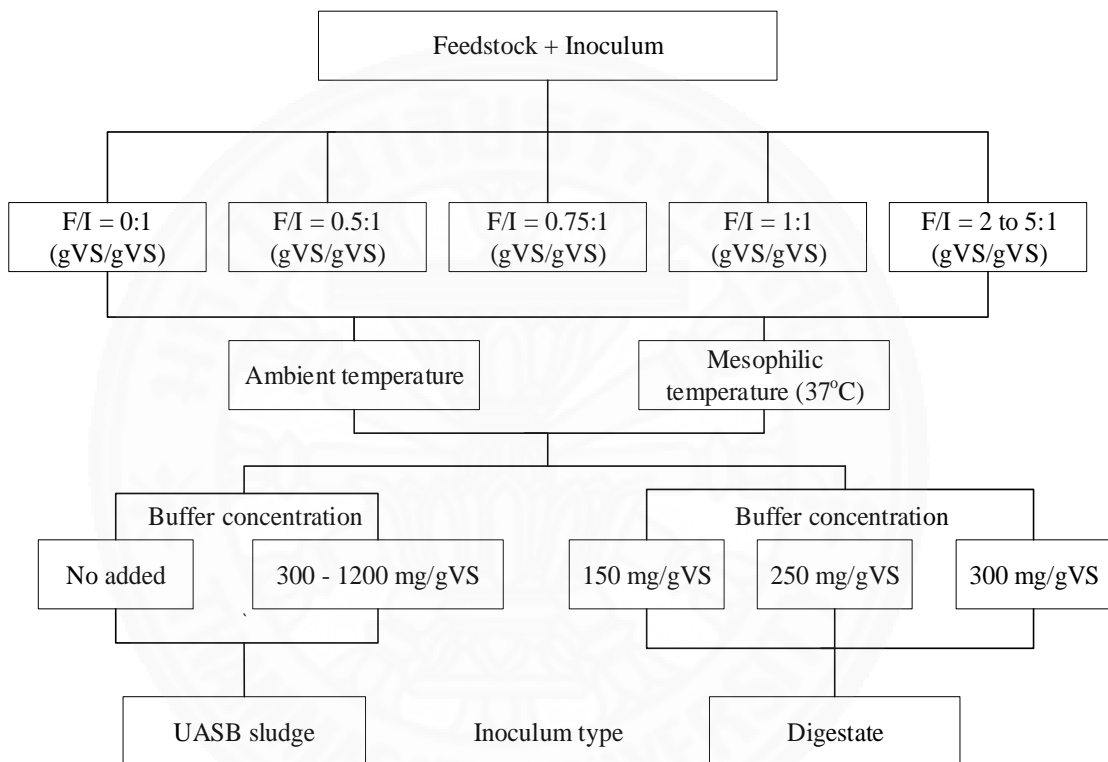 Feedstock + Inoculum
F/I = 0:1
(gVS/gVS)
F/I = 0.5:1
(gVS/gVS)
F/I = 0.75:1
(gVS/gVS)
F/I = 1:1
(gVS/gVS)
F/I = 2 to 5:1
(gVS/gVS)
Ambient temperature
Mesophilic
temperature (37°C)
Buffer concentration
No added
300 - 1200 mg/gVS
Buffer concentration
150 mg/gVS
250 mg/gVS
300 mg/gVS
UASB sludge
Inoculum type
Digestate